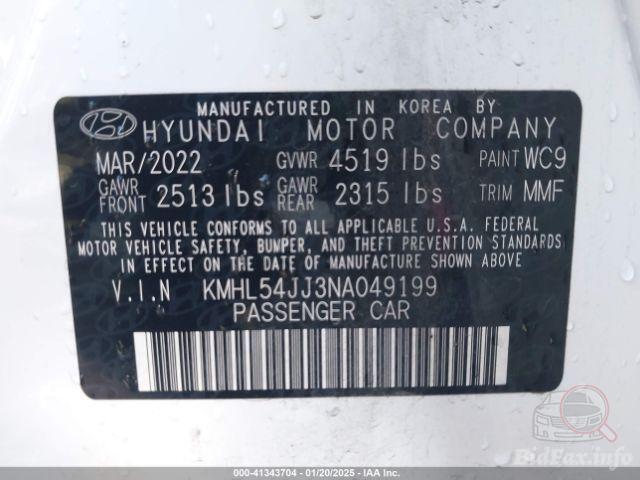 MANUFACTURED IN KOREA BY
HYUNDAI MOTOR COMPANY
MAR/2022 GVWR 4519 lbs PAINT WC9
GAWR FRONT 2513 lbs GAWR REAR 2315 lbs TRIM MMF
THIS VEHICLE CONFORMS TO ALL APPLICABLE U.S.A. FEDERAL
MOTOR VEHICLE SAFETY, BUMPER, AND THEFT PREVENTION STANDARDS
IN EFFECT ON THE DATE OF MANUFACTURE SHOWN ABOVE.
V.I.N KMHL54JJ3NA049199
PASSENGER CAR
BidFax.info
000-41343704 - 01/20/2025 - IAA Inc.